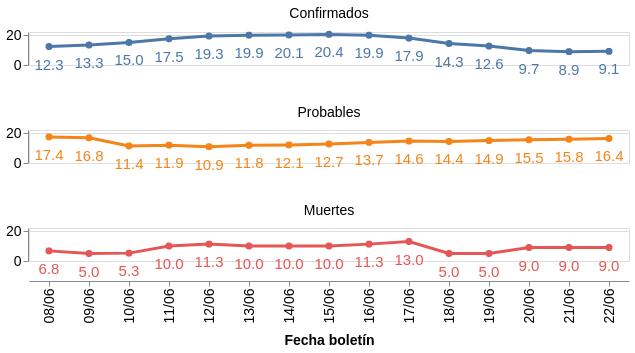 Confirmados
20
0
12.3 13.3 15.0 17.5 19.3 19.9 20.1 20.4 19.9 17.9 14.3 12.6 9.7 8.9 9.1
Probables
20
0
17.4 16.8 11.4 11.9 10.9 11.8 12.1 12.7 13.7 14.6 14.4 14.9 15.5 15.8 16.4
Muertes
20
0
6.8 5.0 5.3 10.0 11.3 10.0 10.0 10.0 11.3 13.0 5.0 5.0 9.0 9.0 9.0
08/06 09/06 10/06 11/06 12/06 13/06 14/06 15/06 16/06 17/06 18/06 19/06 20/06 21/06 22/06
Fecha boletín